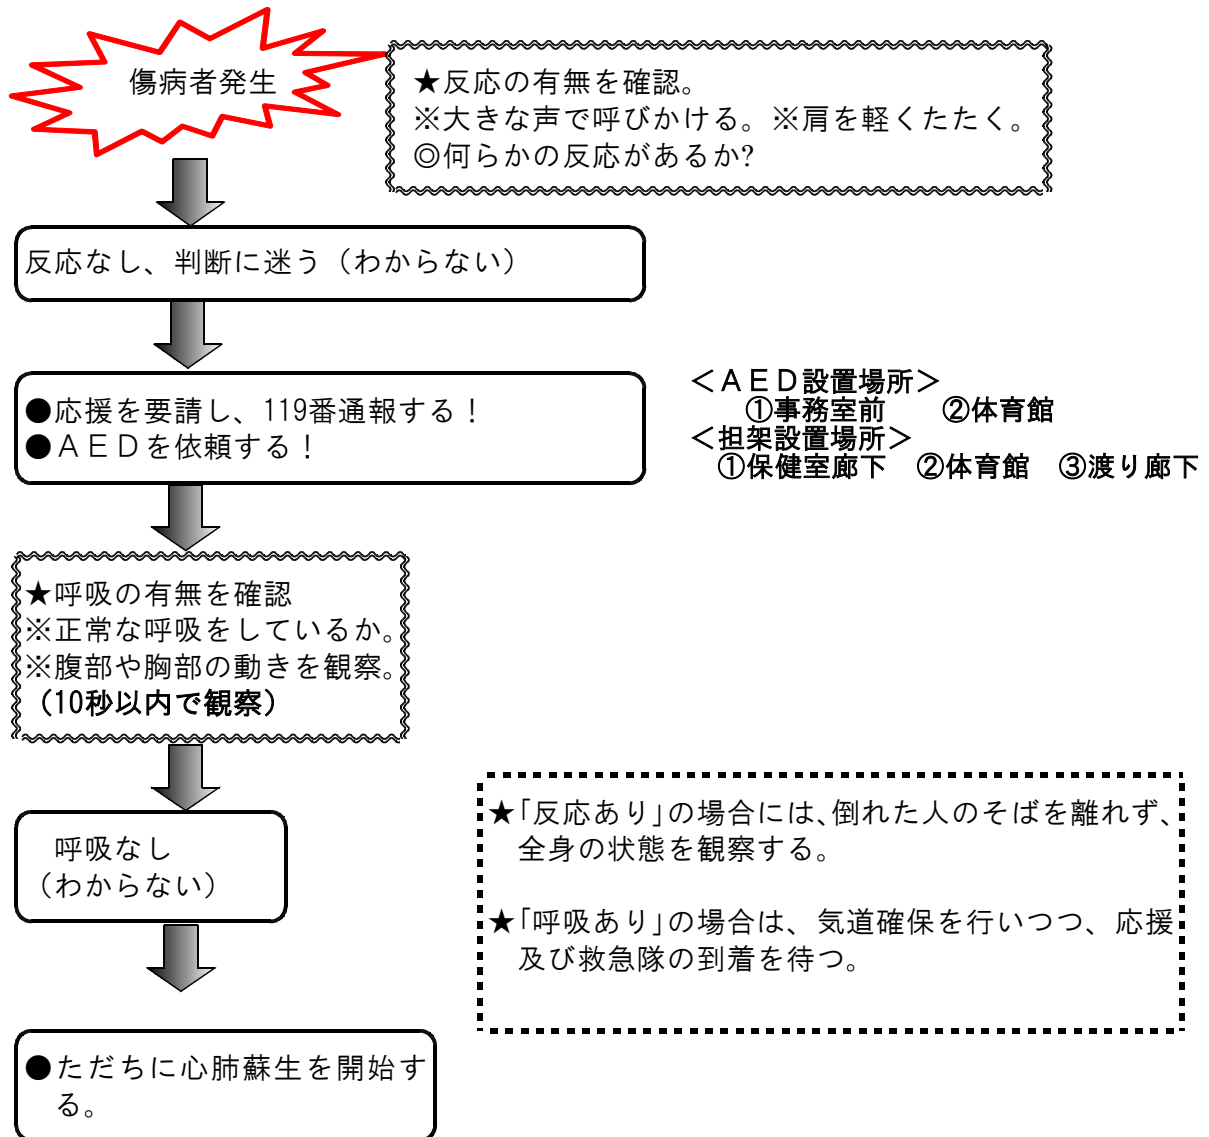 傷病者発生
★反応の有無を確認。
※大きな声で呼びかける。※肩を軽くたたく。
◎何らかの反応があるか?
反応なし、判断に迷う（わからない）
●応援を要請し、119番通報する！
●ＡＥＤを依頼する！
＜ＡＥＤ設置場所＞
①事務室前　②体育館
＜担架設置場所＞
①保健室廊下　②体育館　③渡り廊下
★呼吸の有無を確認
※正常な呼吸をしているか。
※腹部や胸部の動きを観察。
（10秒以内で観察）
呼吸なし
（わからない）
★「反応あり」の場合には、倒れた人のそばを離れず、
全身の状態を観察する。
★「呼吸あり」の場合は、気道確保を行いつつ、応援
及び救急隊の到着を待つ。
●ただちに心肺蘇生を開始す
る。